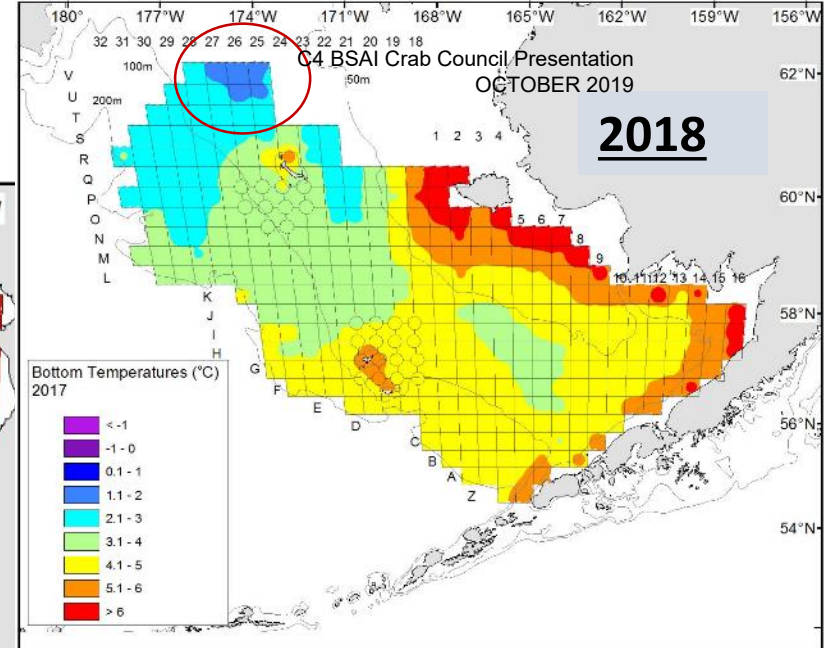 180° 177°W 174°W 171°W 168°W 165°W 162°W 159°W 156°W
32 31 30 29 28 27 26 25 24 23 22 21 20 19 18
C4 BSAI Crab Council Presentation
OCTOBER 2019
100m
50m
200m
62°N
2018
1 2 3 4
V
U
T
S
R
Q
P
O
N
M
L
60°N
5 6 7
8
9
10 11 12 13 14 15 16
K
J
I
H
G
F
E
D
C
B
A
Z
58°N
56°N
54°N
Bottom Temperatures (°C)
2017
< -1
-1 - 0
0.1 - 1
1.1 - 2
2.1 - 3
3.1 - 4
4.1 - 5
5.1 - 6
> 6